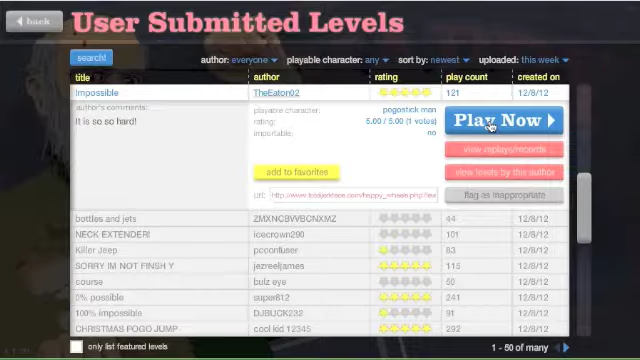 back
User Submitted Levels
search!
author: everyone playable character: any sort by: newest uploaded: this week
title author rating play count created on
Impossible TheEaton02 121 12/8/12
author's comments:
It is so so hard!
playable character: pogostick man
rating: 5.00 / 5.00 (1 votes)
importable: no
Play Now
view replays/records
add to favorites
view levels by this author
url:
flag as inappropriate
bottles and jets ZMXNCBVVBCNXMZ 44 12/8/12
NECK EXTENDER! icecrown290 101 12/8/12
Killer Jeep pcconfuser 83 12/8/12
SORRY IM NOT FINSH Y jezreeljames 115 12/8/12
course bulz eye 50 12/8/12
0% possible super812 241 12/8/12
100% impossible DJBUCK232 91 12/8/12
CHRISTMAS POGO JUMP cool kid 12345 292 12/8/12
only list featured levels
1 - 50 of many